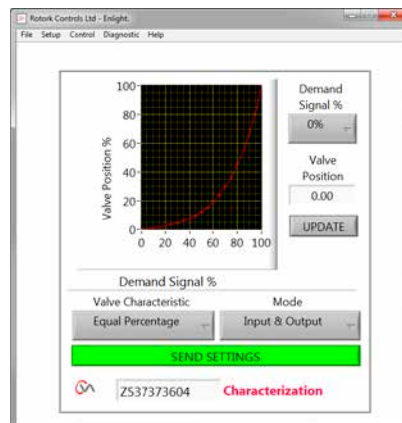 Rotork Controls Ltd - Enlight.
File Setup Control Diagnostic Help
100
80
60
40
20
0
Valve Position %
0 20 40 60 80 100
Demand Signal %
Demand
Signal %
0%
Valve
Position
0.00
UPDATE
Valve Characteristic
Mode
Equal Percentage
Input & Output
SEND SETTINGS
ZS37373604
Characterization